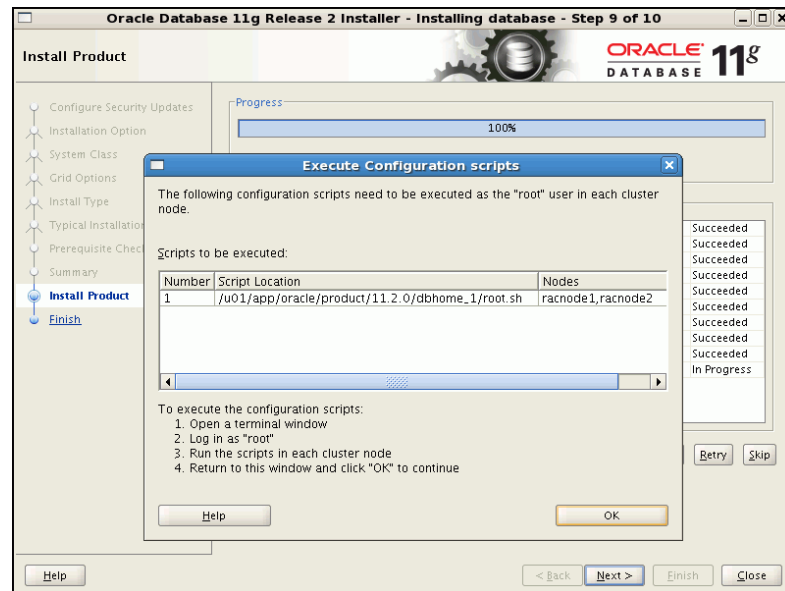 Oracle Database 11g Release 2 Installer - Installing database - Step 9 of 10
Install Product
ORACLE
DATABASE
11g
Configure Security Updates
Installation Option
System Class
Grid Options
Install Type
Typical Installation
Prerequisite Chec
Summary
Install Product
Finish
Progress
100%
Succeeded
Succeeded
Succeeded
Succeeded
Succeeded
Succeeded
Succeeded
Succeeded
Succeeded
In Progress
Execute Configuration scripts
The following configuration scripts need to be executed as the "root" user in each cluster
node.
Scripts to be executed:
Number Script Location Nodes
1 /u01/app/oracle/product/11.2.0/dbhome_1/root.sh racnode1,racnode2
To execute the configuration scripts:
1. Open a terminal window
2. Log in as "root"
3. Run the scripts in each cluster node
4. Return to this window and click "OK" to continue
Help OK
Retry Skip
Help < Back Next > Finish Close